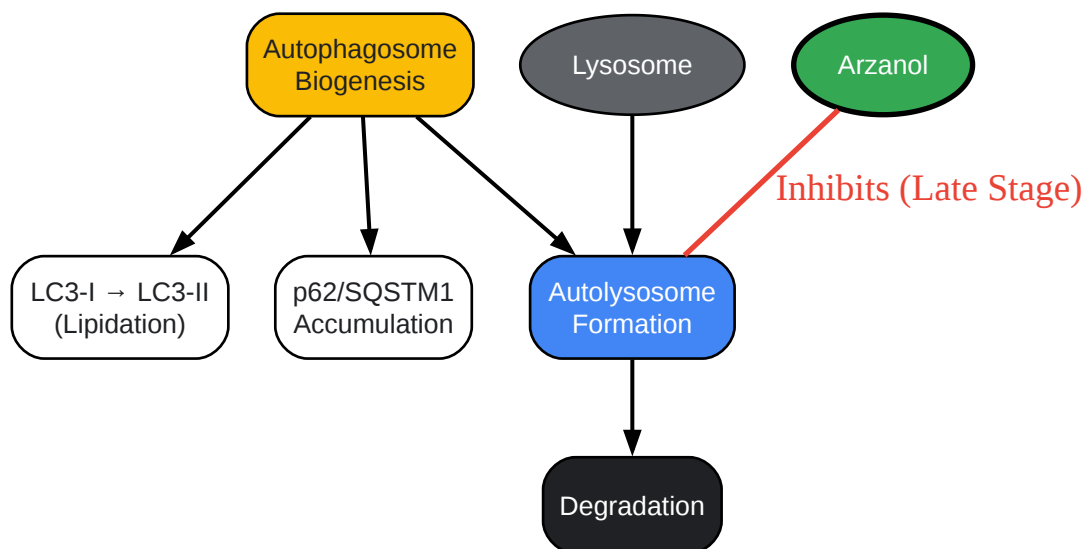 Autophagosome
Biogenesis
Lysosome
Arzanol
Inhibits (Late Stage)
LC3-I → LC3-II
(Lipidation)
p62/SQSTM1
Accumulation
Autolysosome
Formation
Degradation